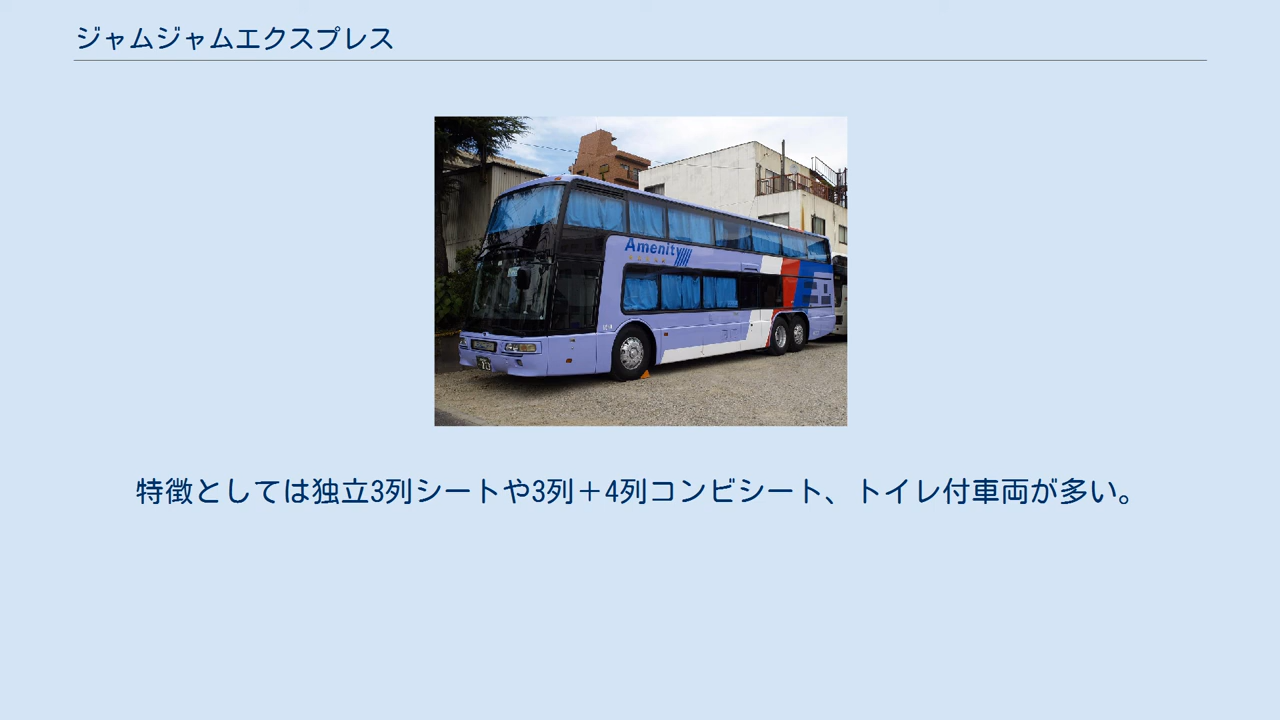 ジャムジャムエクスプレス
Amenity
特徴としては独立3列シートや3列＋4列コンビシート、トイレ付車両が多い。